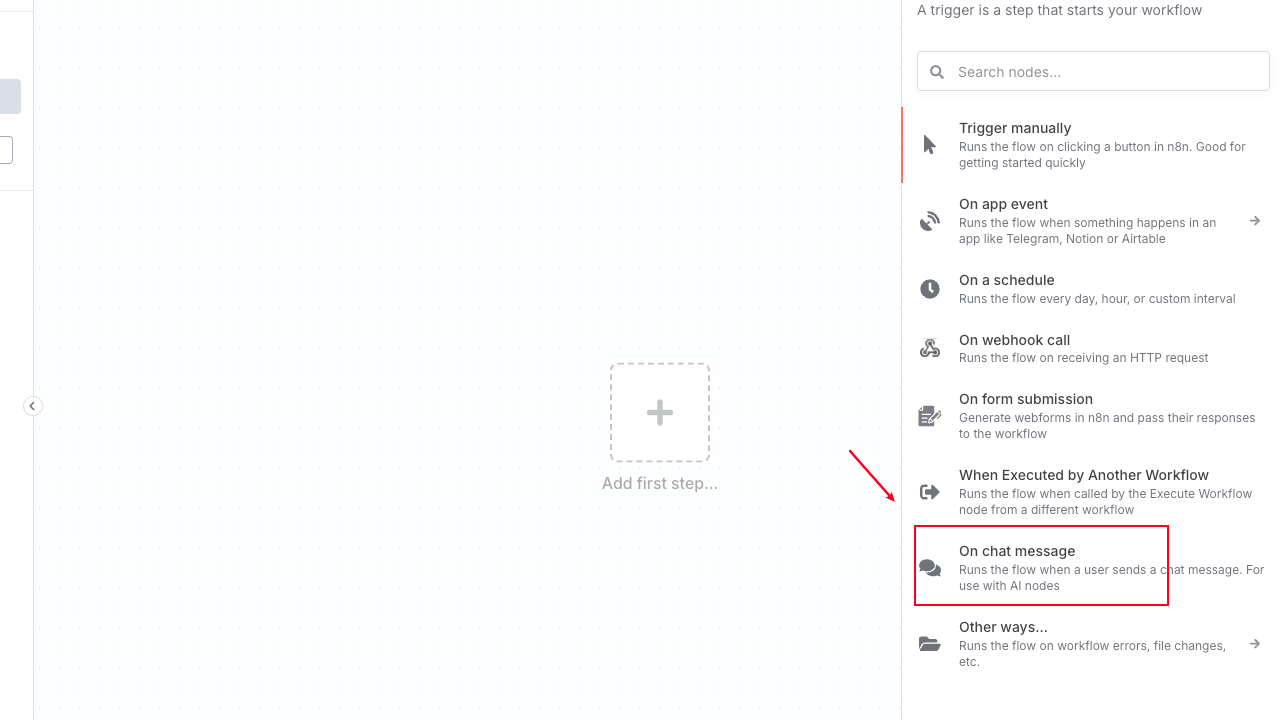 A trigger is a step that starts your workflow
Search nodes...
Trigger manually
Runs the flow on clicking a button in n8n. Good for
getting started quickly
On app event
Runs the flow when something happens in an
app like Telegram, Notion or Airtable
On a schedule
Runs the flow every day, hour, or custom interval
On webhook call
Runs the flow on receiving an HTTP request
On form submission
Generate webforms in n8n and pass their responses
to the workflow
Add first step...
When Executed by Another Workflow
Runs the flow when called by the Execute Workflow
node from a different workflow
On chat message
Runs the flow when a user sends a chat message. For
use with AI nodes
Other ways...
Runs the flow on workflow errors, file changes,
etc.